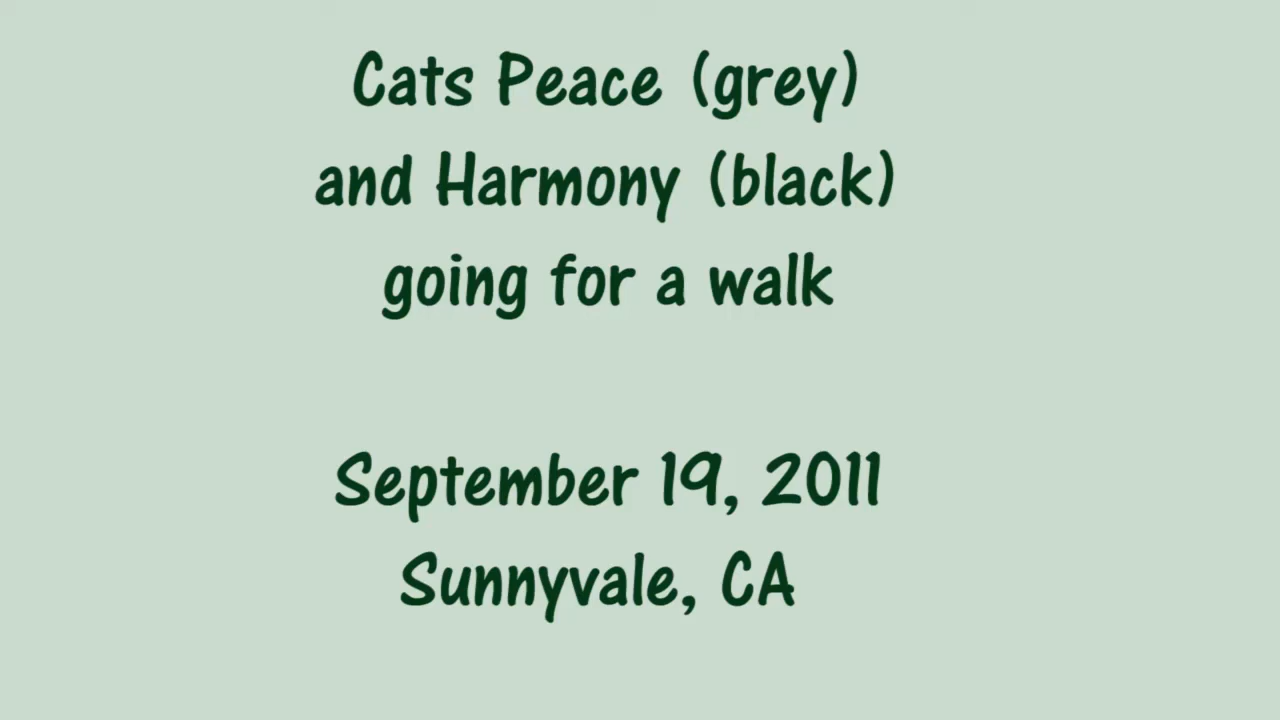 Cats Peace (grey)
and Harmony (black)
going for a walk
September 19, 2011
Sunnyvale, CA